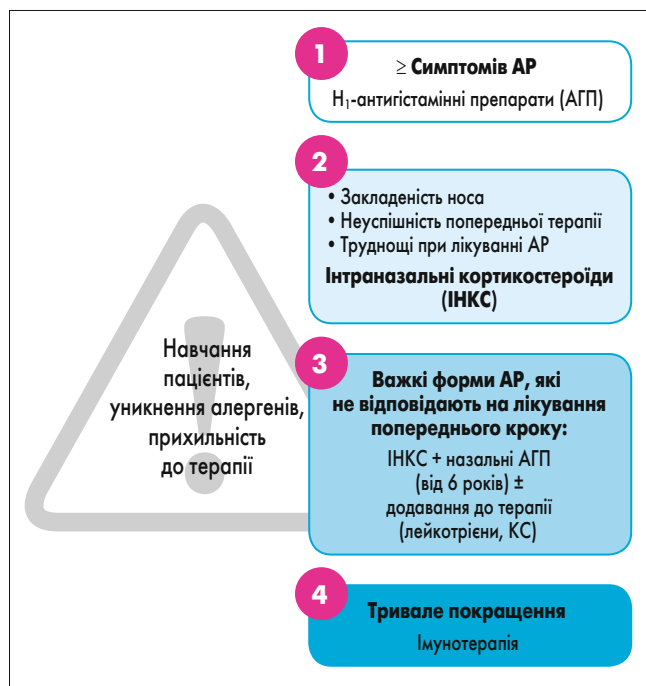 1
≥ Симптомів АР
H₁-антигістамінні препарати (АГП)
2
• Закладеність носа
• Неуспішність попередньої терапії
• Труднощі при лікуванні АР
Інтраназальні кортикостероїди
(ІНКС)
Навчання
пацієнтів,
уникнення алергенів,
прихильність
до терапії
3
Важкі форми АР, які
не відповідають на лікування
попереднього кроку:
ІНКС + назальні АГП
(від 6 років) ±
додавання до терапії
(лейкотрієни, КС)
4
Тривале покращення
Імунотерапія